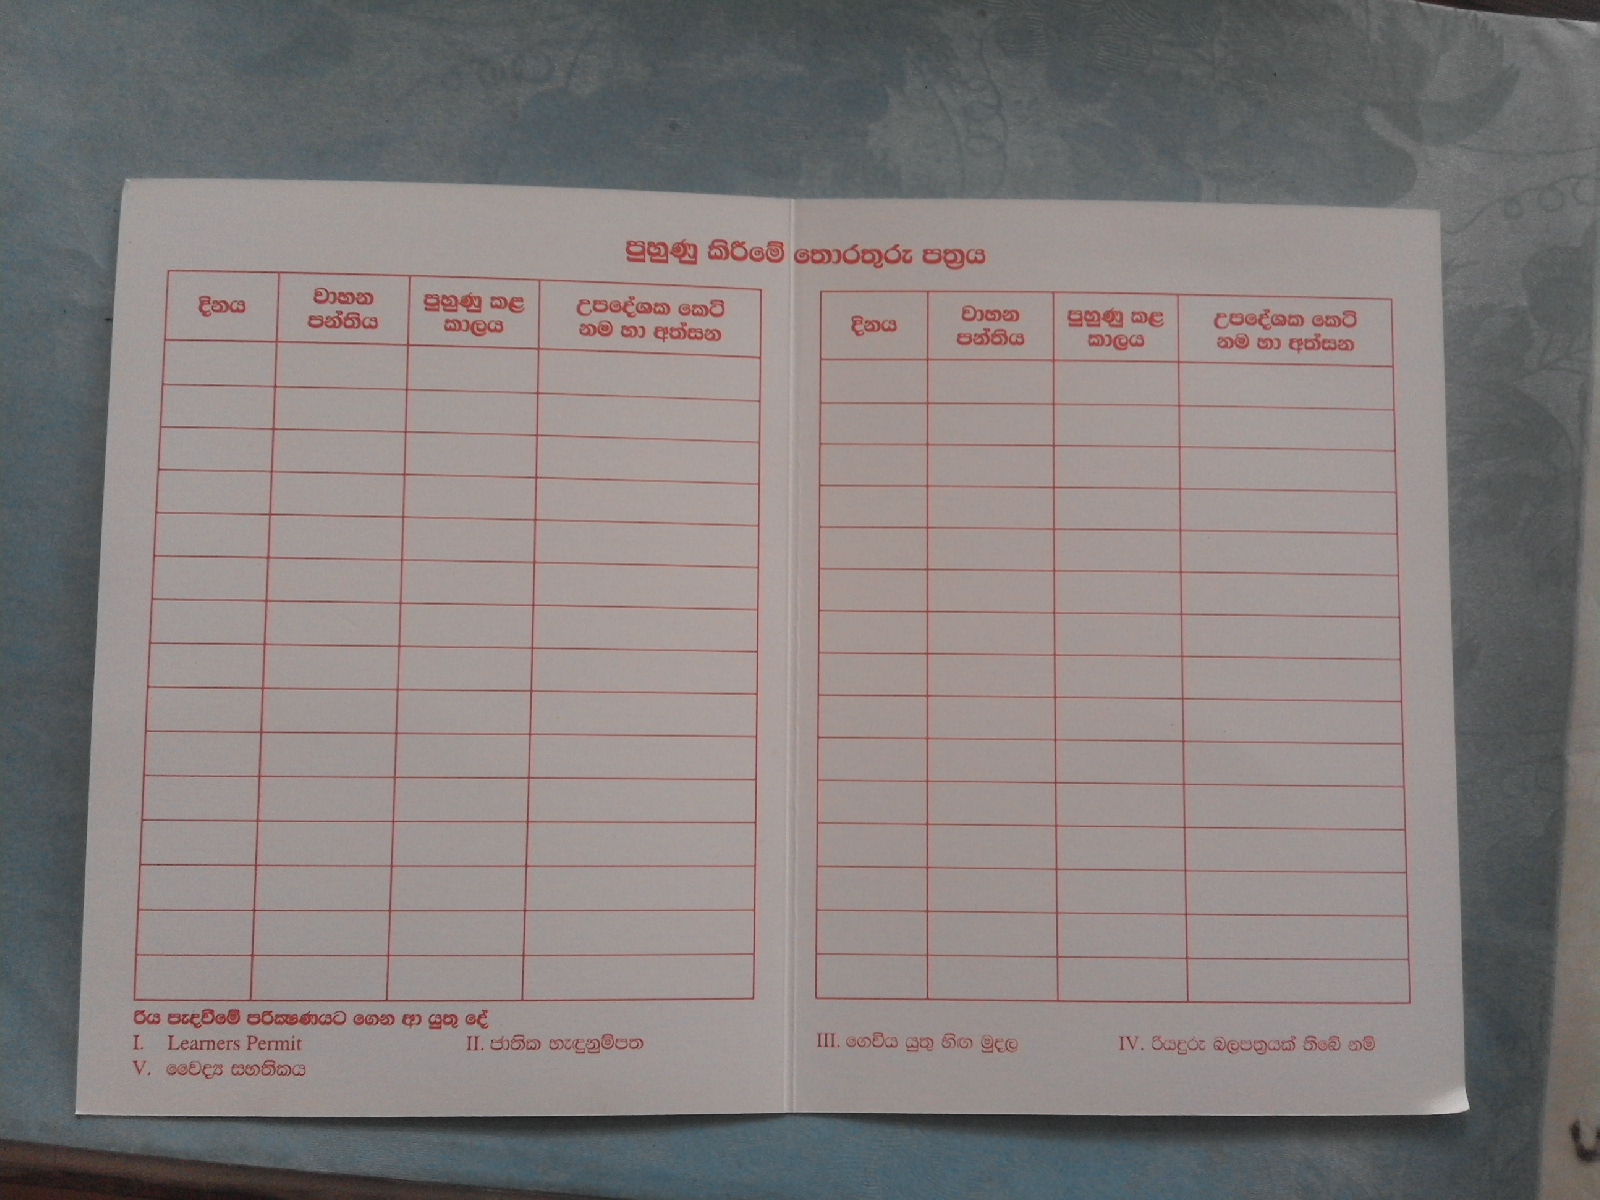 පුහුණු කිරීමේ තොරතුරු පත්‍රය
දිනය
වාහන
පන්තිය
පුහුණු කළ
කාලය
උපදේශක කෙටි
නම හා අත්සන
දිනය
වාහන
පන්තිය
පුහුණු කළ
කාලය
උපදේශක කෙටි
නම හා අත්සන
රිය පැදවීමේ පරික්‍ෂණයට ගෙන ආ යුතු දේ
I. Learners Permit
II. ජාතික හැඳුනුම්පත
III. ගෙවිය යුතු හිඟ මුදල
IV. රියදුරු බලපත්‍රයක් තිබේ නම්
V. වෛද්‍ය සහතිකය